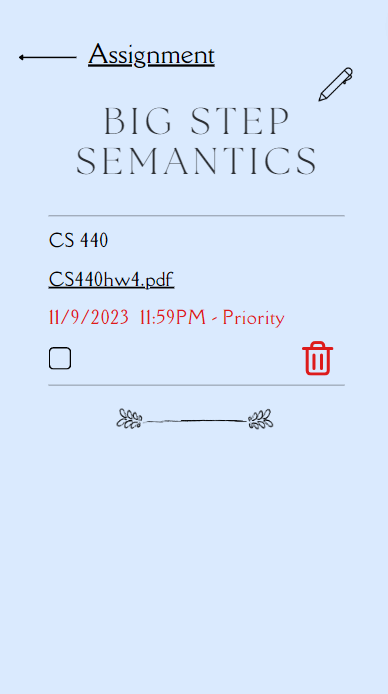 Assignment
BIG STEP
SEMANTICS
CS 440
CS440hw4.pdf
11/9/2023 11:59PM - Priority